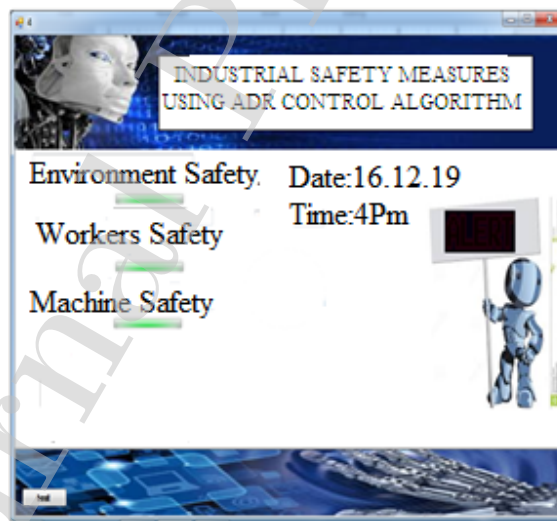 4
INDUSTRIAL SAFETY MEASURES
USING ADR CONTROL ALGORITHM
Environment Safety.
Date:16.12.19
Time:4Pm
Workers Safety
Machine Safety